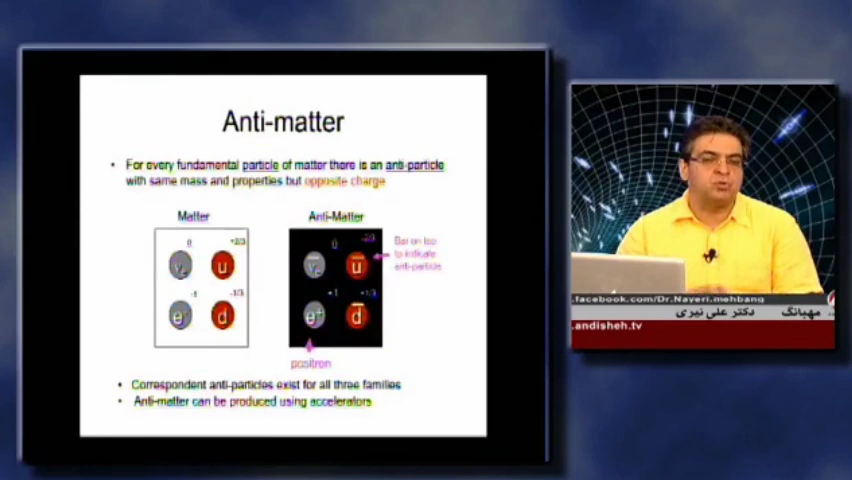 Anti-matter
• For every fundamental particle of matter there is an anti-particle
with same mass and properties but opposite charge
Matter
Anti-Matter
0 +2/3
0 -2/3
νe u
ν̅e u̅
Bar on top
to indicate
anti-particle
-1 -1/3
+1 +1/3
e- d
e+ d̅
positron
• Correspondent anti-particles exist for all three families
• Anti-matter can be produced using accelerators
.facebook.com/Dr.Nayeri.mehbang
مهبانگ دکتر علی نیری
.andisheh.tv